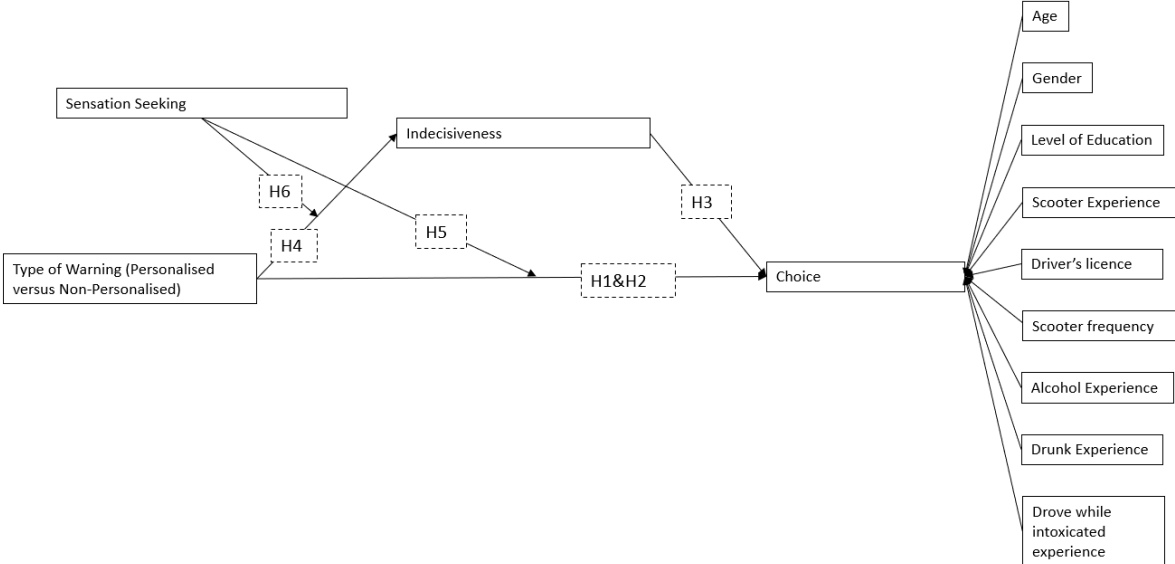 Age
Gender
Sensation Seeking
Indecisiveness
Level of Education
H6
H3
Scooter Experience
H4
H5
Type of Warning (Personalised
versus Non-Personalised)
H1&H2
Choice
Driver's licence
Scooter frequency
Alcohol Experience
Drunk Experience
Drove while
intoxicated
experience